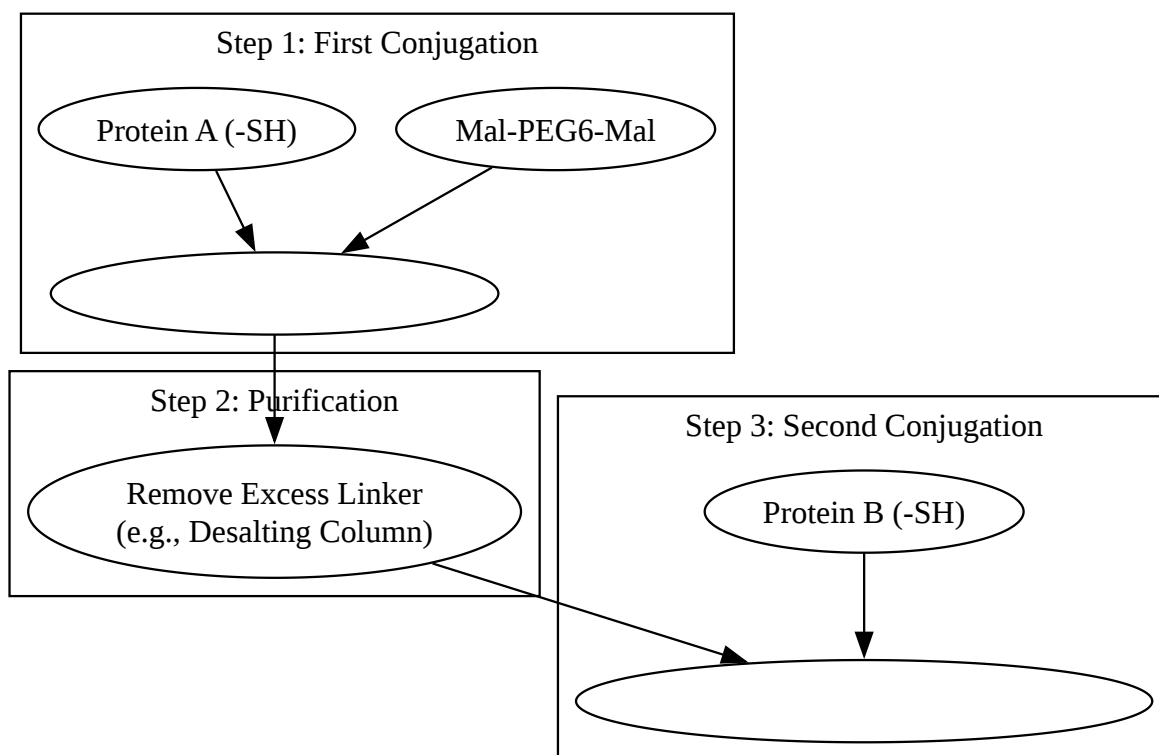 Step 1: First Conjugation
Protein A (-SH)
Mal-PEG6-Mal
Step 2: Purification
Remove Excess Linker
(e.g., Desalting Column)
Step 3: Second Conjugation
Protein B (-SH)